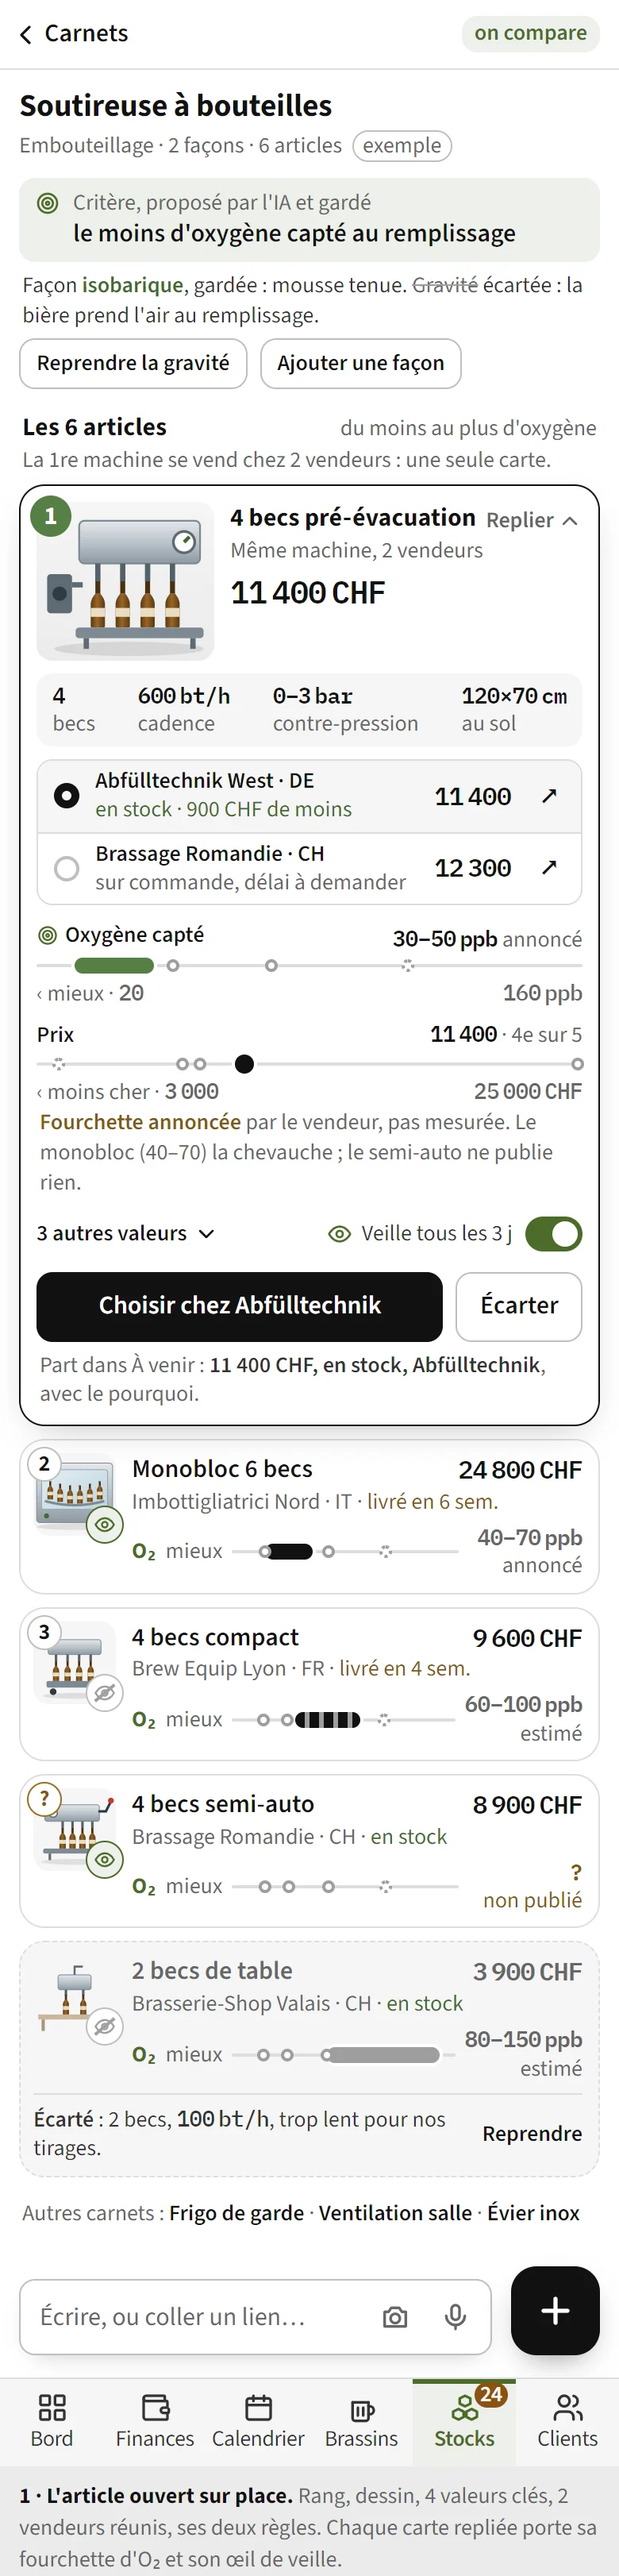 Carnets
on compare
Soutireuse à bouteilles
Embouteillage · 2 façons · 6 articles exemple
Critère, proposé par l'IA et gardé
le moins d'oxygène capté au remplissage
Façon isobarique, gardée : mousse tenue. Gravité écartée : la
bière prend l'air au remplissage.
Reprendre la gravité
Ajouter une façon
Les 6 articles
du moins au plus d'oxygène
La 1re machine se vend chez 2 vendeurs : une seule carte.
1
4 becs pré-évacuation
Replier
Même machine, 2 vendeurs
11 400 CHF
4 600 bt/h 0–3 bar 120×70 cm
becs cadence contre-pression au sol
Abfülltechnik West · DE
en stock · 900 CHF de moins
11 400 ↗
Brassage Romandie · CH
sur commande, délai à demander
12 300 ↗
Oxygène capté
30–50 ppb annoncé
‹ mieux · 20
160 ppb
Prix
11 400 · 4e sur 5
‹ moins cher · 3 000
25 000 CHF
Fourchette annoncée par le vendeur, pas mesurée. Le
monobloc (40–70) la chevauche ; le semi-auto ne publie
rien.
3 autres valeurs
Veille tous les 3 j
Choisir chez Abfülltechnik
Écarter
Part dans À venir : 11 400 CHF, en stock, Abfülltechnik,
avec le pourquoi.
2
Monobloc 6 becs
24 800 CHF
Imbottigliatrici Nord · IT · livré en 6 sem.
O₂ mieux
40–70 ppb
annoncé
3
4 becs compact
9 600 CHF
Brew Equip Lyon · FR · livré en 4 sem.
O₂ mieux
60–100 ppb
estimé
?
4 becs semi-auto
8 900 CHF
Brassage Romandie · CH · en stock
O₂ mieux
?
non publié
2 becs de table
3 900 CHF
Brasserie-Shop Valais · CH · en stock
O₂ mieux
80–150 ppb
estimé
Écarté : 2 becs, 100 bt/h, trop lent pour nos
tirages.
Reprendre
Autres carnets : Frigo de garde · Ventilation salle · Évier inox
Écrire, ou coller un lien…
24
Bord Finances Calendrier Brassins Stocks Clients
1 · L'article ouvert sur place. Rang, dessin, 4 valeurs clés, 2
vendeurs réunis, ses deux règles. Chaque carte repliée porte sa
fourchette d'O₂ et son œil de veille.